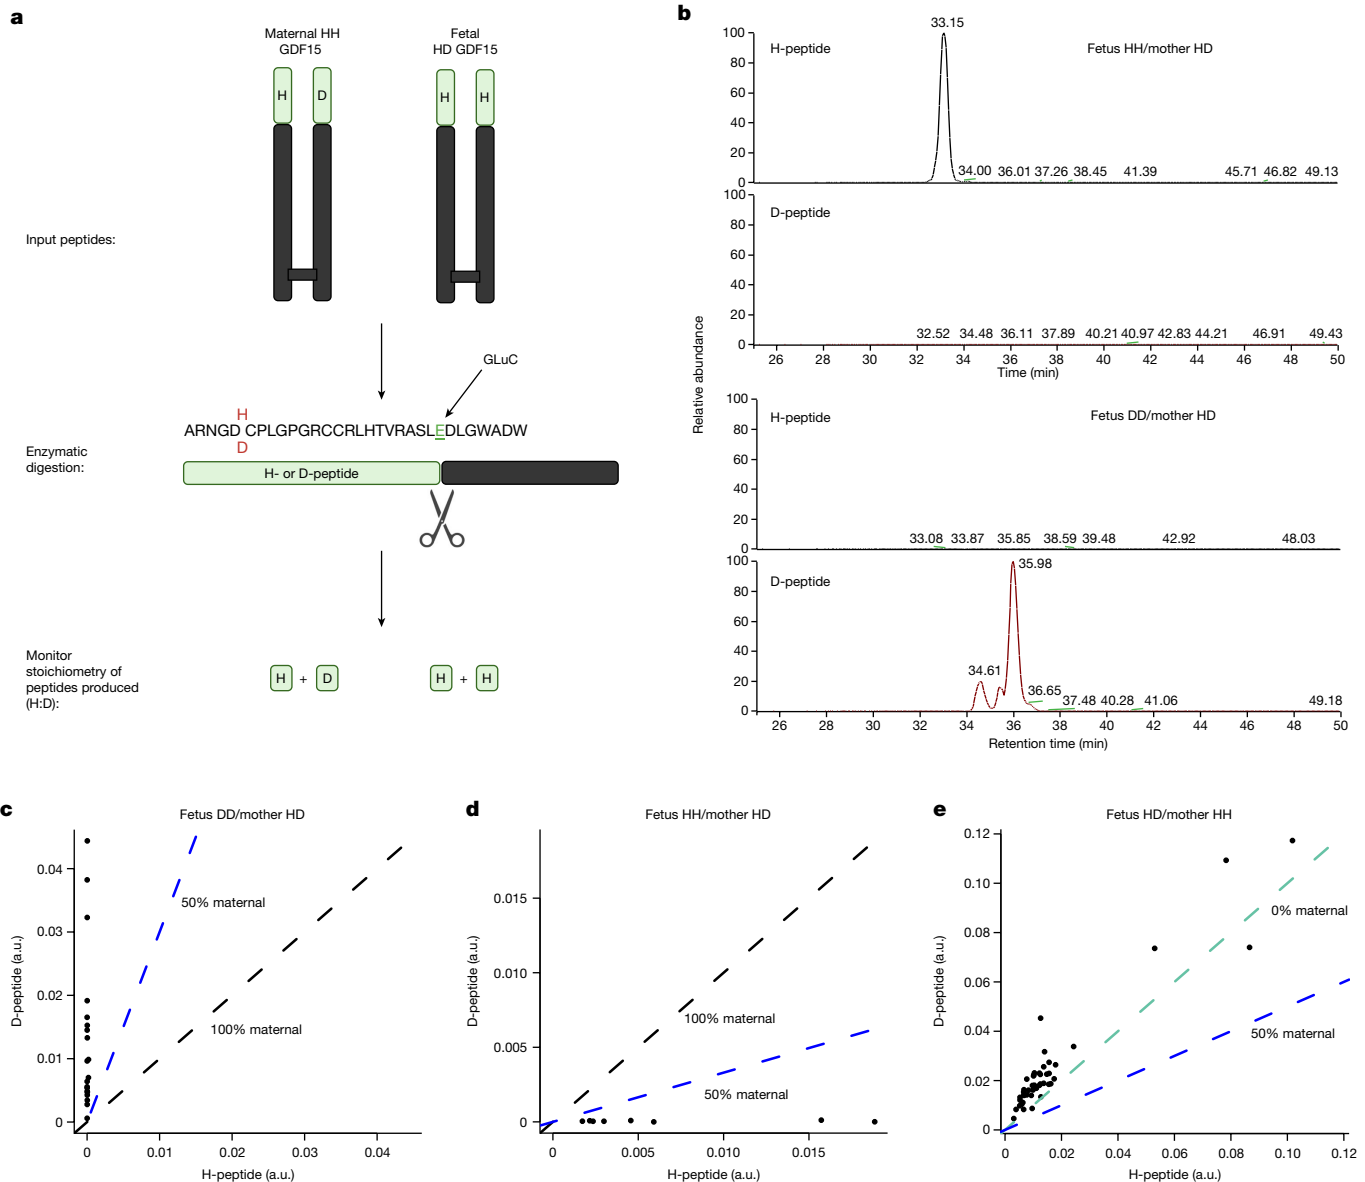 a
Maternal HH
GDF15
Fetal
HD GDF15
H
D
H
H
Input peptides:
GLuC
H
ARNGD CPLGPGRCCRLHTVRASLEDLGWADW
D
Enzymatic
digestion:
H- or D-peptide
Monitor
stoichiometry of
peptides produced
(H:D):
H + D
H + H
b
Relative abundance
33.15
100
H-peptide
Fetus HH/mother HD
80
60
40
20
34.00 36.01 37.26 38.45 41.39 45.71 46.82 49.13
0
100
D-peptide
80
60
40
20
32.52 34.48 36.11 37.89 40.21 40.97 42.83 44.21 46.91 49.43
0
26 28 30 32 34 36 38 40 42 44 46 48 50
Time (min)
100
H-peptide
Fetus DD/mother HD
80
60
40
20
33.08 33.87 35.85 38.59 39.48 42.92 48.03
0
100
35.98
D-peptide
80
60
40
34.61
20
36.65
37.48 40.28 41.06 49.18
0
26 28 30 32 34 36 38 40 42 44 46 48 50
Retention time (min)
c
Fetus DD/mother HD
D-peptide (a.u.)
0.04
0.03
0.02
0.01
0
50% maternal
100% maternal
0 0.01 0.02 0.03 0.04
H-peptide (a.u.)
d
Fetus HH/mother HD
D-peptide (a.u.)
0.015
0.010
0.005
0
100% maternal
50% maternal
0 0.005 0.010 0.015
H-peptide (a.u.)
e
Fetus HD/mother HH
D-peptide (a.u.)
0.12
0.10
0.08
0.06
0.04
0.02
0
0% maternal
50% maternal
0 0.02 0.04 0.06 0.08 0.10 0.12
H-peptide (a.u.)